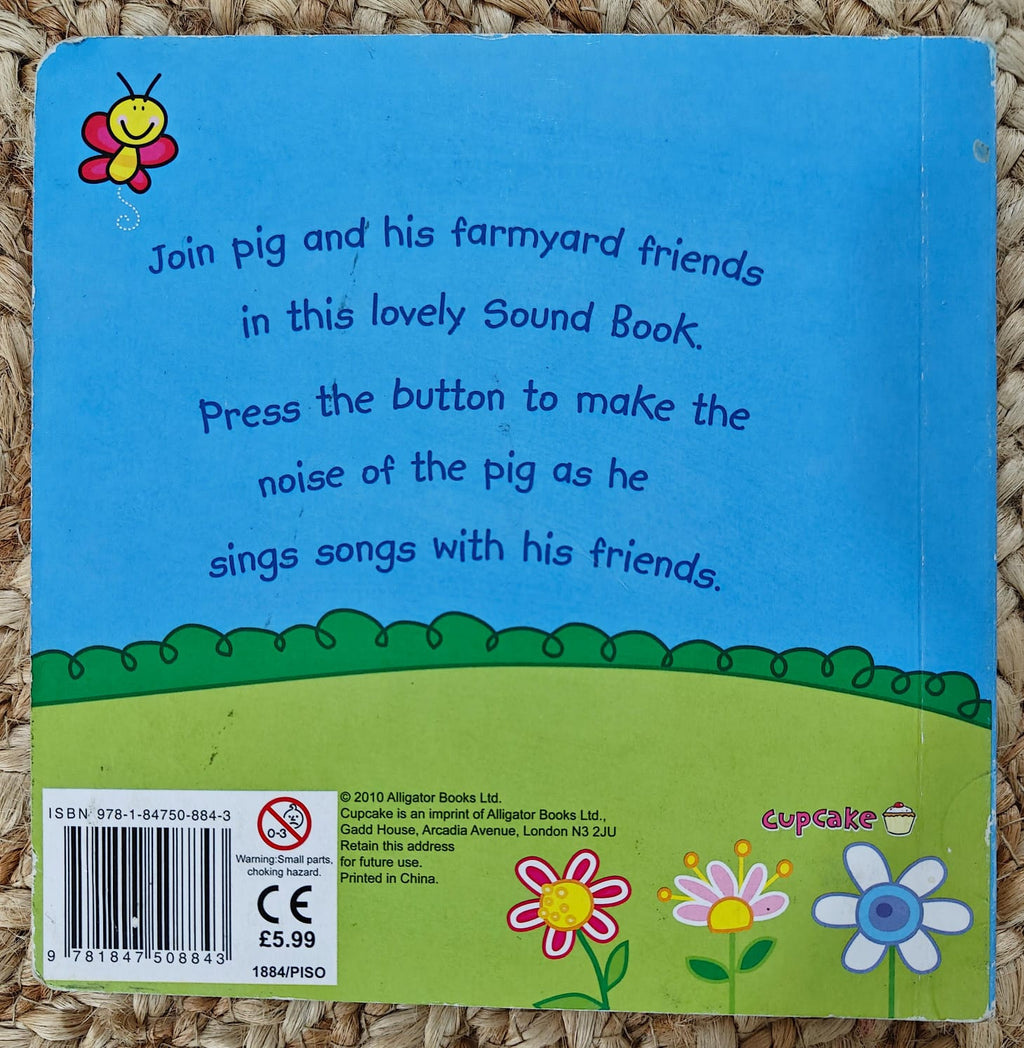 Join pig and his farmyard friends
in this lovely Sound Book.
Press the button to make the
noise of the pig as he
sings songs with his friends.
ISBN 978-1-84750-884-3
9 781847 508843
0-3
Warning:Small parts,
choking hazard.
CE
£5.99
1884/PISO
© 2010 Alligator Books Ltd.
Cupcake is an imprint of Alligator Books Ltd.,
Gadd House, Arcadia Avenue, London N3 2JU
Retain this address
for future use.
Printed in China.
cupcake